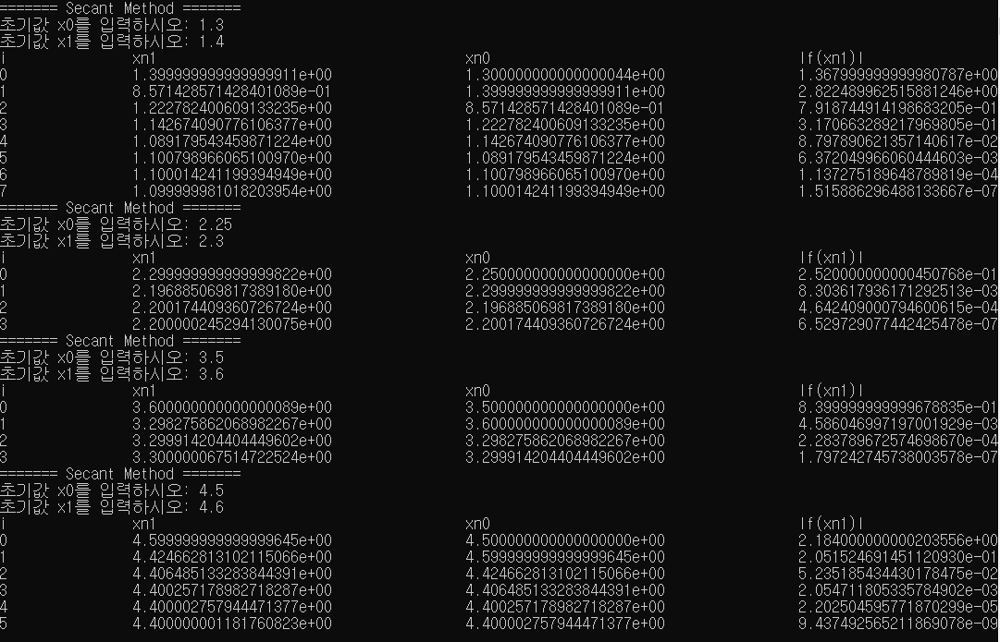 ======= Secant Method =======
초기값 x0를 입력하시오: 1.3
초기값 x1를 입력하시오: 1.4
i xn1 xn0 |f(xn1)|
0 1.399999999999999911e+00 1.300000000000000044e+00 1.367999999999980787e+00
1 8.571428571428401089e-01 1.399999999999999911e+00 2.822489962515881246e+00
2 1.222782400609133235e+00 8.571428571428401089e-01 7.918744914198683205e-01
3 1.142674090776106377e+00 1.222782400609133235e+00 3.170663289217969805e-01
4 1.089179543459871224e+00 1.142674090776106377e+00 8.797890621357140617e-02
5 1.100798966065100970e+00 1.089179543459871224e+00 6.372049966060444603e-03
6 1.100014241199394949e+00 1.100798966065100970e+00 1.137275189648789819e-04
7 1.099999981018203954e+00 1.100014241199394949e+00 1.515886296488133667e-07
======= Secant Method =======
초기값 x0를 입력하시오: 2.25
초기값 x1를 입력하시오: 2.3
i xn1 xn0 |f(xn1)|
0 2.299999999999999822e+00 2.250000000000000000e+00 2.520000000000450768e-01
1 2.196885069817389180e+00 2.299999999999999822e+00 8.303617936171292513e-03
2 2.200174409360726724e+00 2.196885069817389180e+00 4.642409000794600615e-04
3 2.200000245294130075e+00 2.200174409360726724e+00 6.529729077442425478e-07
======= Secant Method =======
초기값 x0를 입력하시오: 3.5
초기값 x1를 입력하시오: 3.6
i xn1 xn0 |f(xn1)|
0 3.600000000000000089e+00 3.500000000000000000e+00 8.399999999999678835e-01
1 3.298275862068982267e+00 3.600000000000000089e+00 4.586046997197001929e-03
2 3.299914204404449602e+00 3.298275862068982267e+00 2.283789672574698670e-04
3 3.300000067514722524e+00 3.299914204404449602e+00 1.797242745738003578e-07
======= Secant Method =======
초기값 x0를 입력하시오: 4.5
초기값 x1를 입력하시오: 4.6
i xn1 xn0 |f(xn1)|
0 4.599999999999999645e+00 4.500000000000000000e+00 2.184000000000203556e+00
1 4.424662813102115066e+00 4.599999999999999645e+00 2.051524691451120930e-01
2 4.406485133283844391e+00 4.424662813102115066e+00 5.235185434430178475e-02
3 4.400257178982718287e+00 4.406485133283844391e+00 2.054711805335784902e-03
4 4.400002757944471377e+00 4.400257178982718287e+00 2.202504595771870299e-05
5 4.400000001181760823e+00 4.400002757944471377e+00 9.437492565211869078e-09